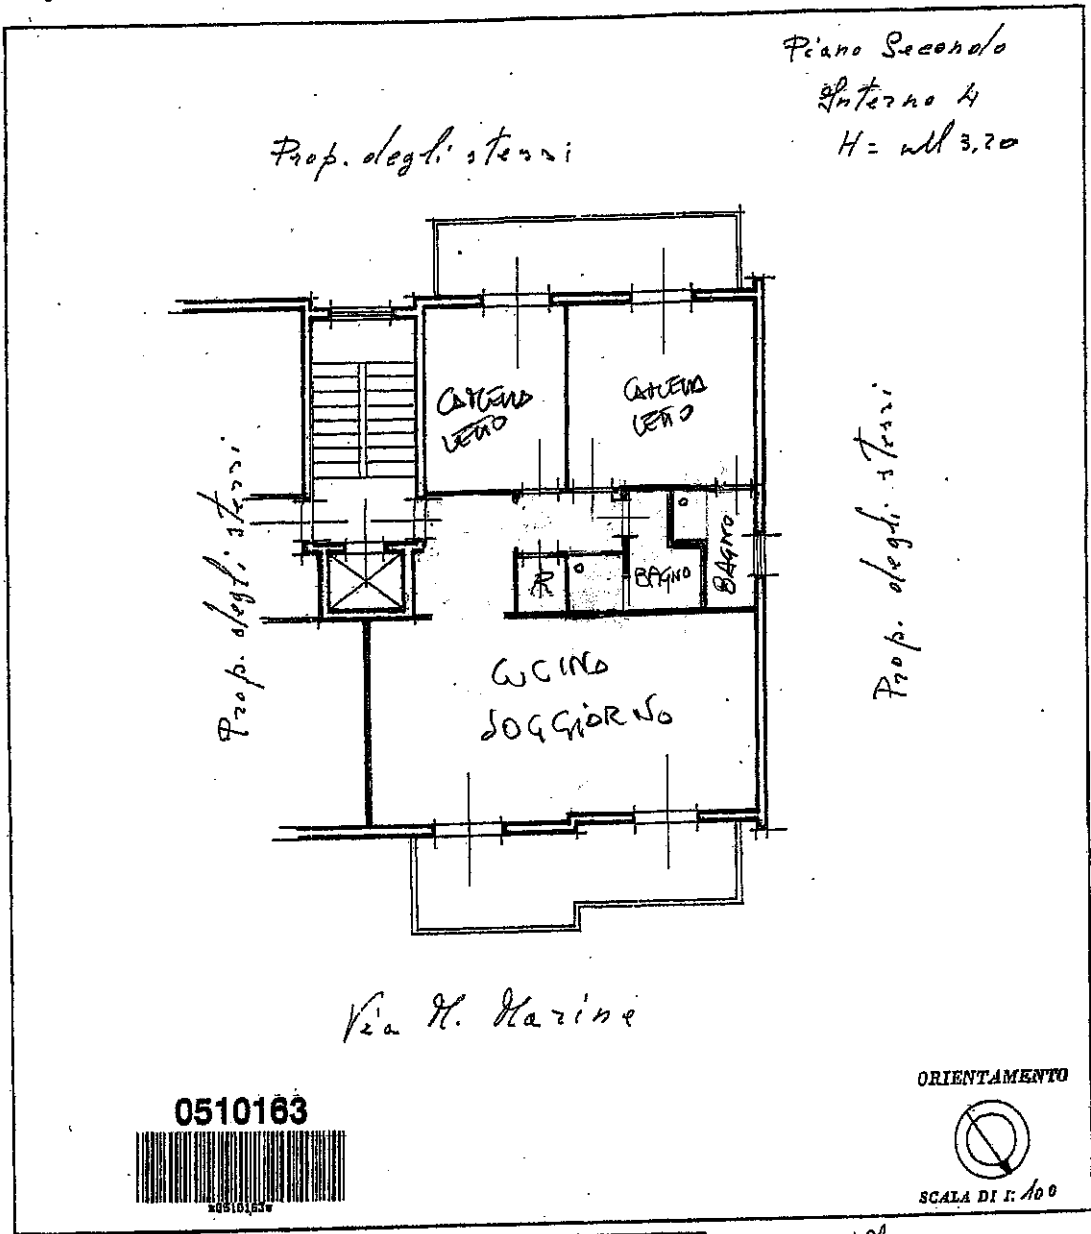 Piano Secondo
Interno 4
H = ml 3,20
Prop. degli stessi
CAMERA
LETTO
CAMERA
LETTO
Prop. degli stessi
Prop. degli stessi
R
BAGNO
BAGNO
CUCINA
SOGGIORNO
Via M. Marine
0510163
ORIENTAMENTO
SCALA DI 1: 100